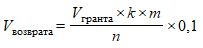 V возврата = V гранта × k × m / n × 0,1